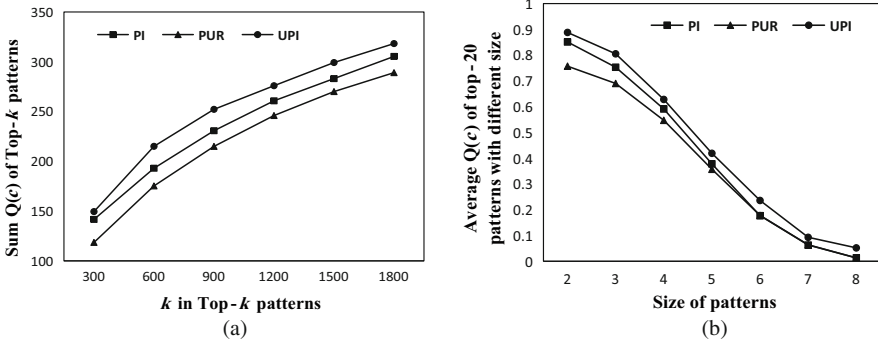 350
300
250
200
150
100
Sum Q(c) of Top-k patterns
PI PUR UPI
300 600 900 1200 1500 1800
k in Top-k patterns
(a)
1
0.9
0.8
0.7
0.6
0.5
0.4
0.3
0.2
0.1
0
Average Q(c) of top-20
patterns with different size
PI PUR UPI
2 3 4 5 6 7 8
Size of patterns
(b)